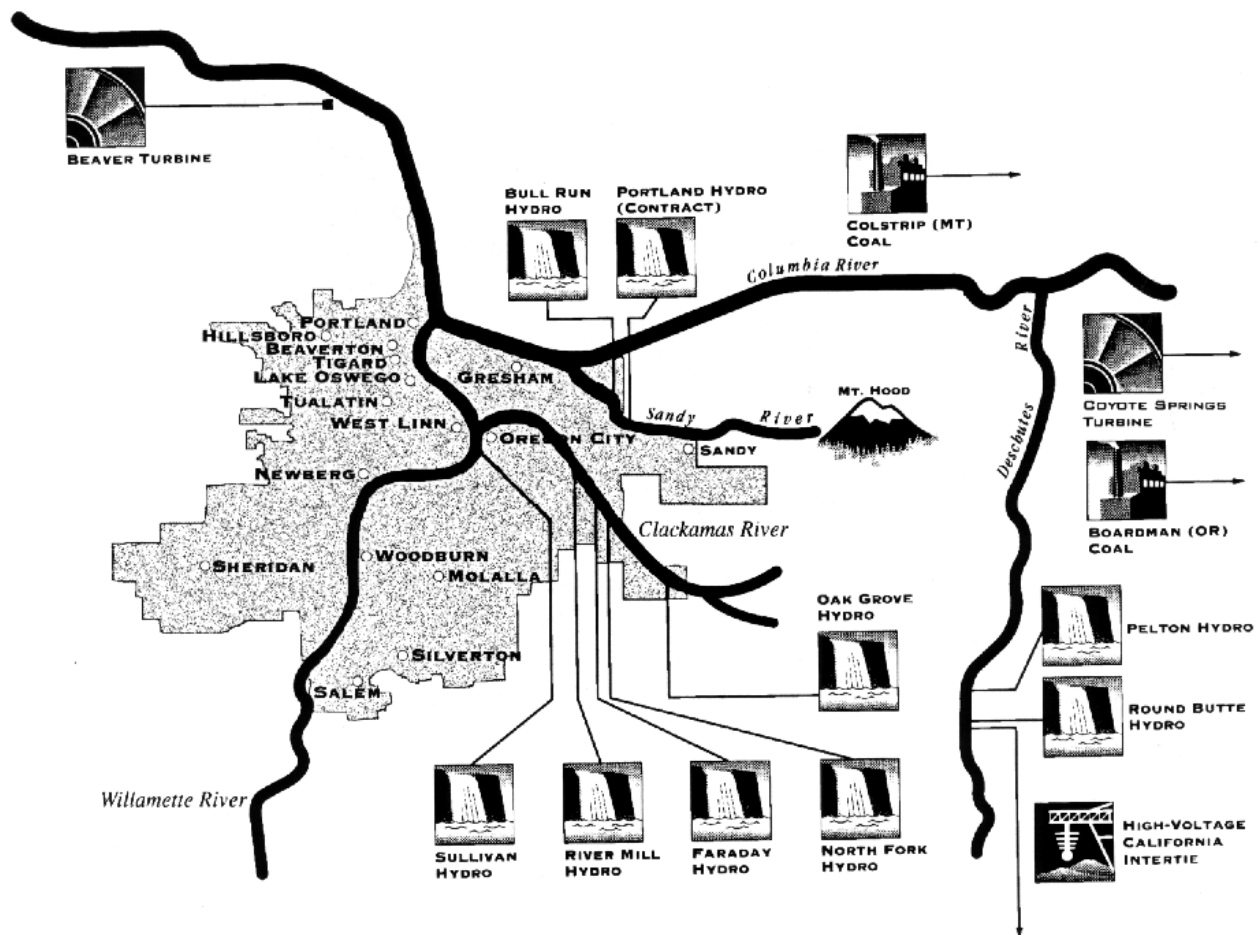 BEAVER TURBINE
BULL RUN
HYDRO
PORTLAND HYDRO
(CONTRACT)
COLSTRIP (MT)
COAL
Columbia River
PORTLAND
HILLSBORO
BEAVERTON
TIGARD
LAKE OSWEGO
TUALATIN
WEST LINN
GRESHAM
OREGON CITY
NEWBERG
Sandy River
MT. HOOD
SANDY
Deschutes River
COYOTE SPRINGS
TURBINE
BOARDMAN (OR)
COAL
Clackamas River
WOODBURN
SHERIDAN
MOLALLA
SILVERTON
SALEM
OAK GROVE
HYDRO
PELTON HYDRO
ROUND BUTTE
HYDRO
Willamette River
SULLIVAN
HYDRO
RIVER MILL
HYDRO
FARADAY
HYDRO
NORTH FORK
HYDRO
HIGH-VOLTAGE
CALIFORNIA
INTERTIE